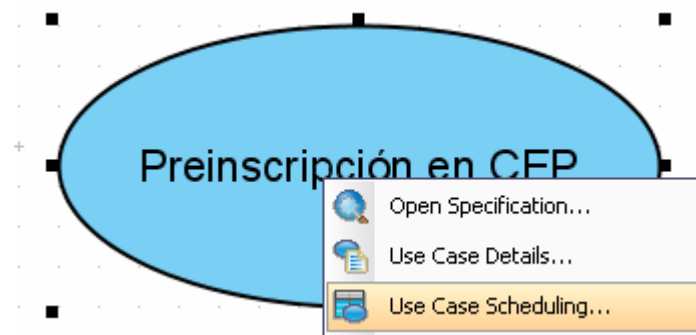 Preinscripción en CEP
Open Specification...
Use Case Details...
Use Case Scheduling...